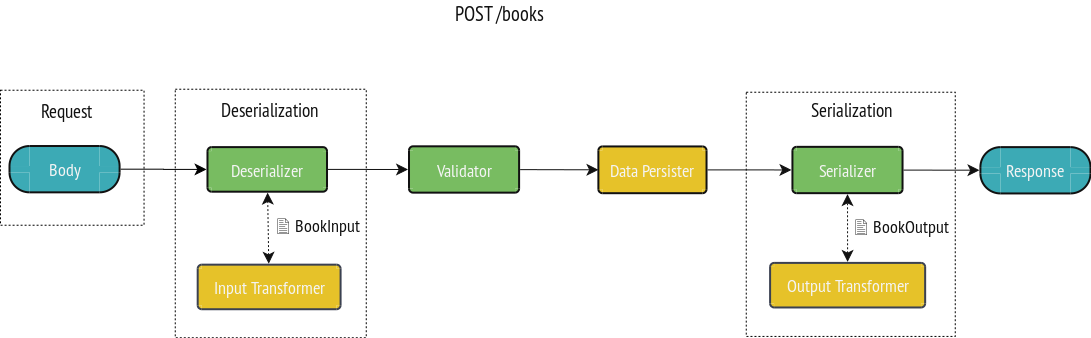 POST /books
Request
Deserialization
Serialization
Body
Deserializer
Validator
Data Persister
Serializer
Response
BookInput
BookOutput
Input Transformer
Output Transformer